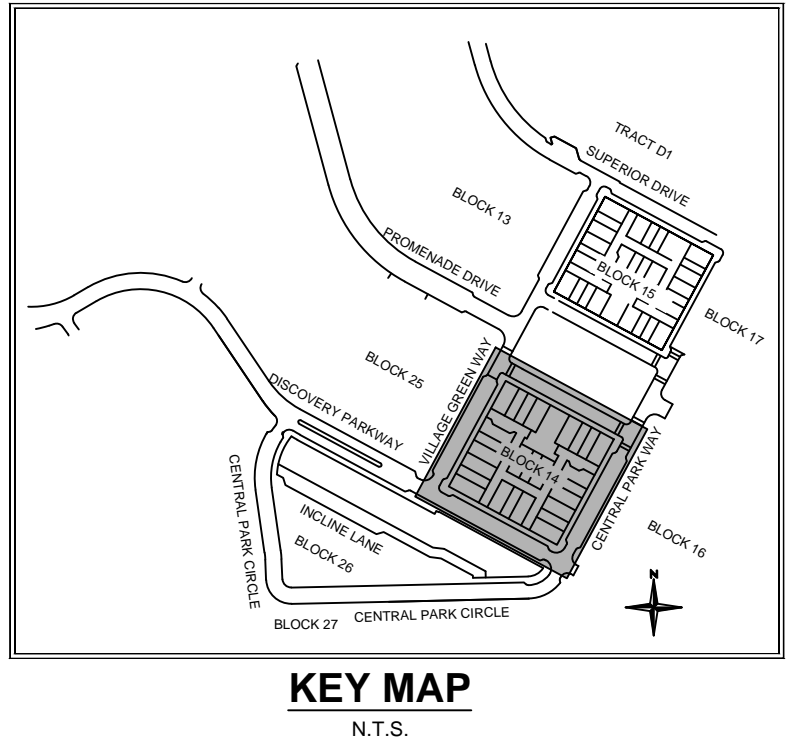 TRACT D1
SUPERIOR DRIVE
BLOCK 13
PROMENADE DRIVE
BLOCK 15
BLOCK 17
BLOCK 25
VILLAGE GREEN WAY
DISCOVERY PARKWAY
BLOCK 14
CENTRAL PARK WAY
CENTRAL PARK CIRCLE
INCLINE LANE
BLOCK 26
BLOCK 16
N
CENTRAL PARK CIRCLE
BLOCK 27
KEY MAP
N.T.S.